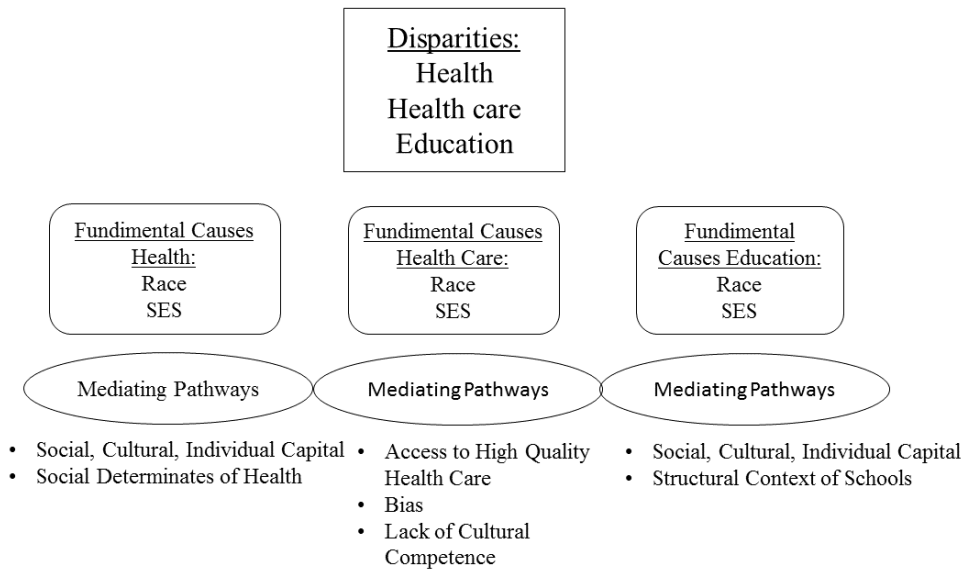 Disparities:
Health
Health care
Education
Fundimental Causes
Health:
Race
SES
Fundimental Causes
Health Care:
Race
SES
Fundimental
Causes Education:
Race
SES
Mediating Pathways
Mediating Pathways
Mediating Pathways
• Social, Cultural, Individual Capital
• Social Determinates of Health
• Access to High Quality
Health Care
• Bias
• Lack of Cultural
Competence
• Social, Cultural, Individual Capital
• Structural Context of Schools